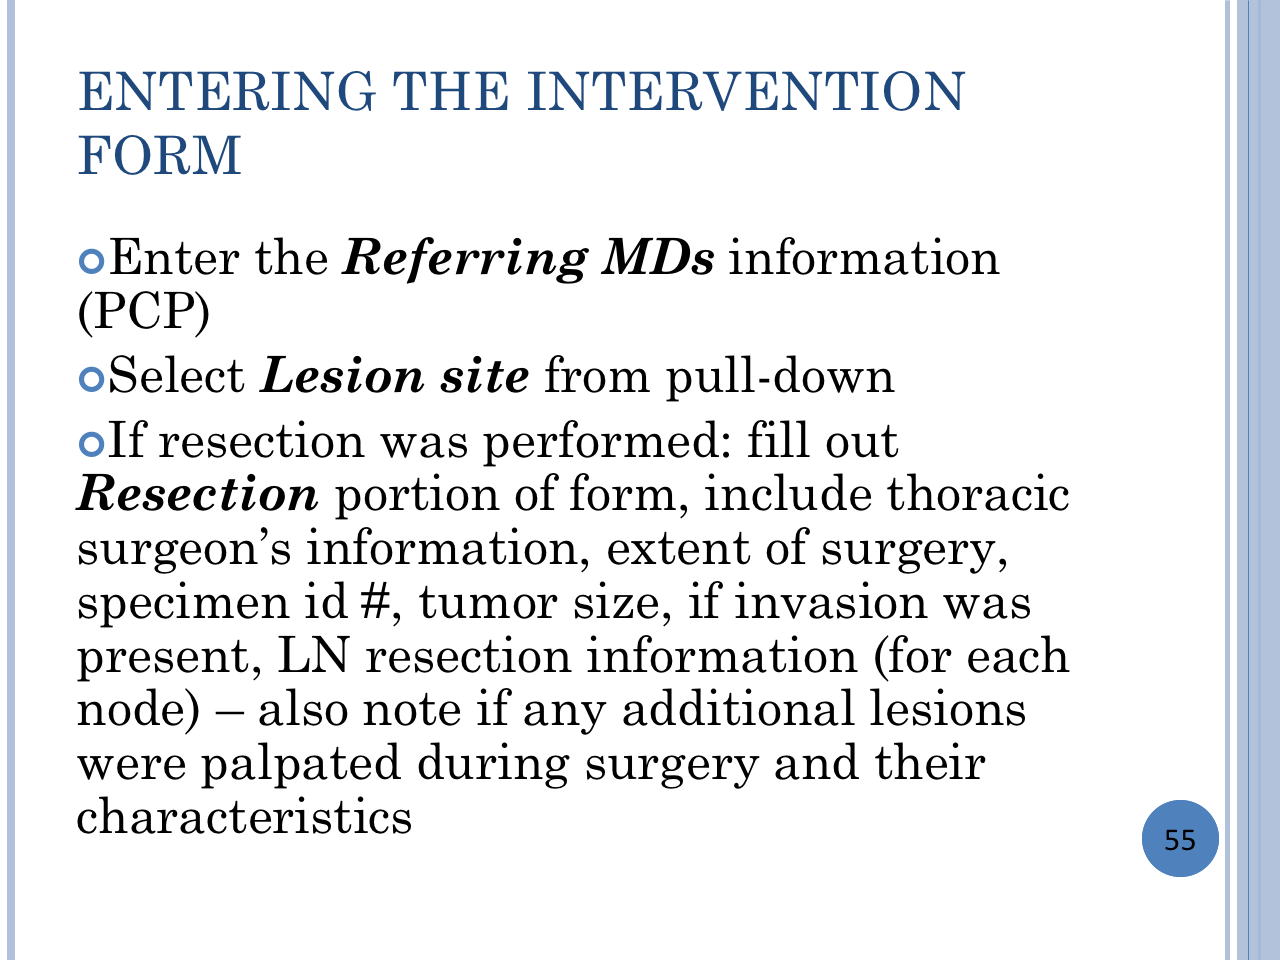 ENTERING THE INTERVENTION
FORM
Enter the Referring MDs information
(PCP)
Select Lesion site from pull-down
If resection was performed: fill out
Resection portion of form, include thoracic
surgeon’s information, extent of surgery,
specimen id #, tumor size, if invasion was
present, LN resection information (for each
node) – also note if any additional lesions
were palpated during surgery and their
characteristics
55